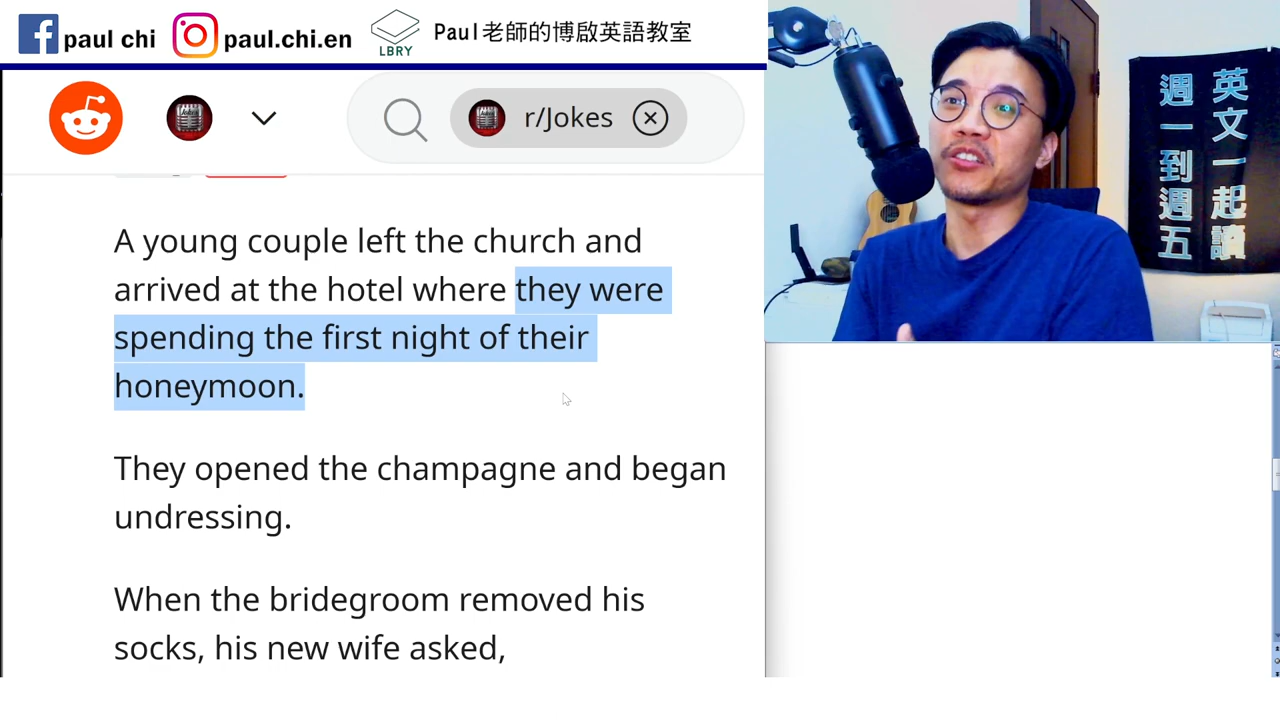 paul chi
paul.chi.en
LBRY
Paul老師的博啟英語教室
r/Jokes
A young couple left the church and
arrived at the hotel where they were
spending the first night of their
honeymoon.
They opened the champagne and began
undressing.
When the bridegroom removed his
socks, his new wife asked,
英文一起讀
週一到週五